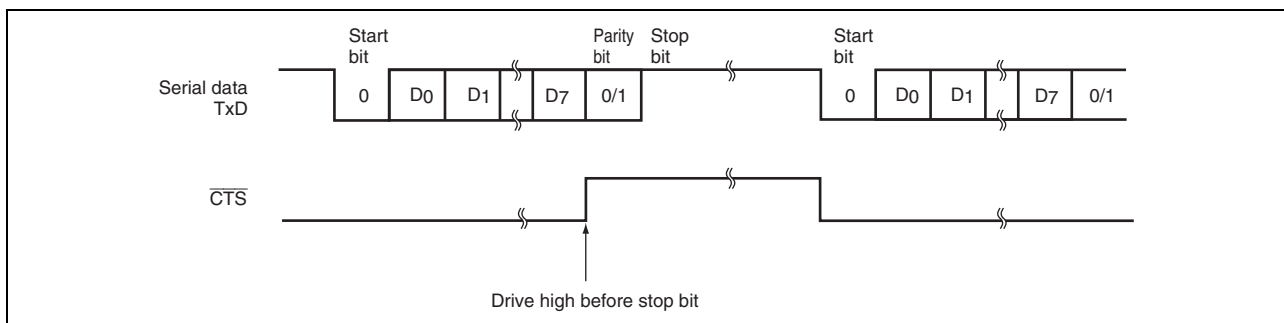 Start bit
Parity bit
Stop bit
Start bit
Serial data TxD
0
D0
D1
D7
0/1
0
D0
D1
D7
0/1
CTS
Drive high before stop bit